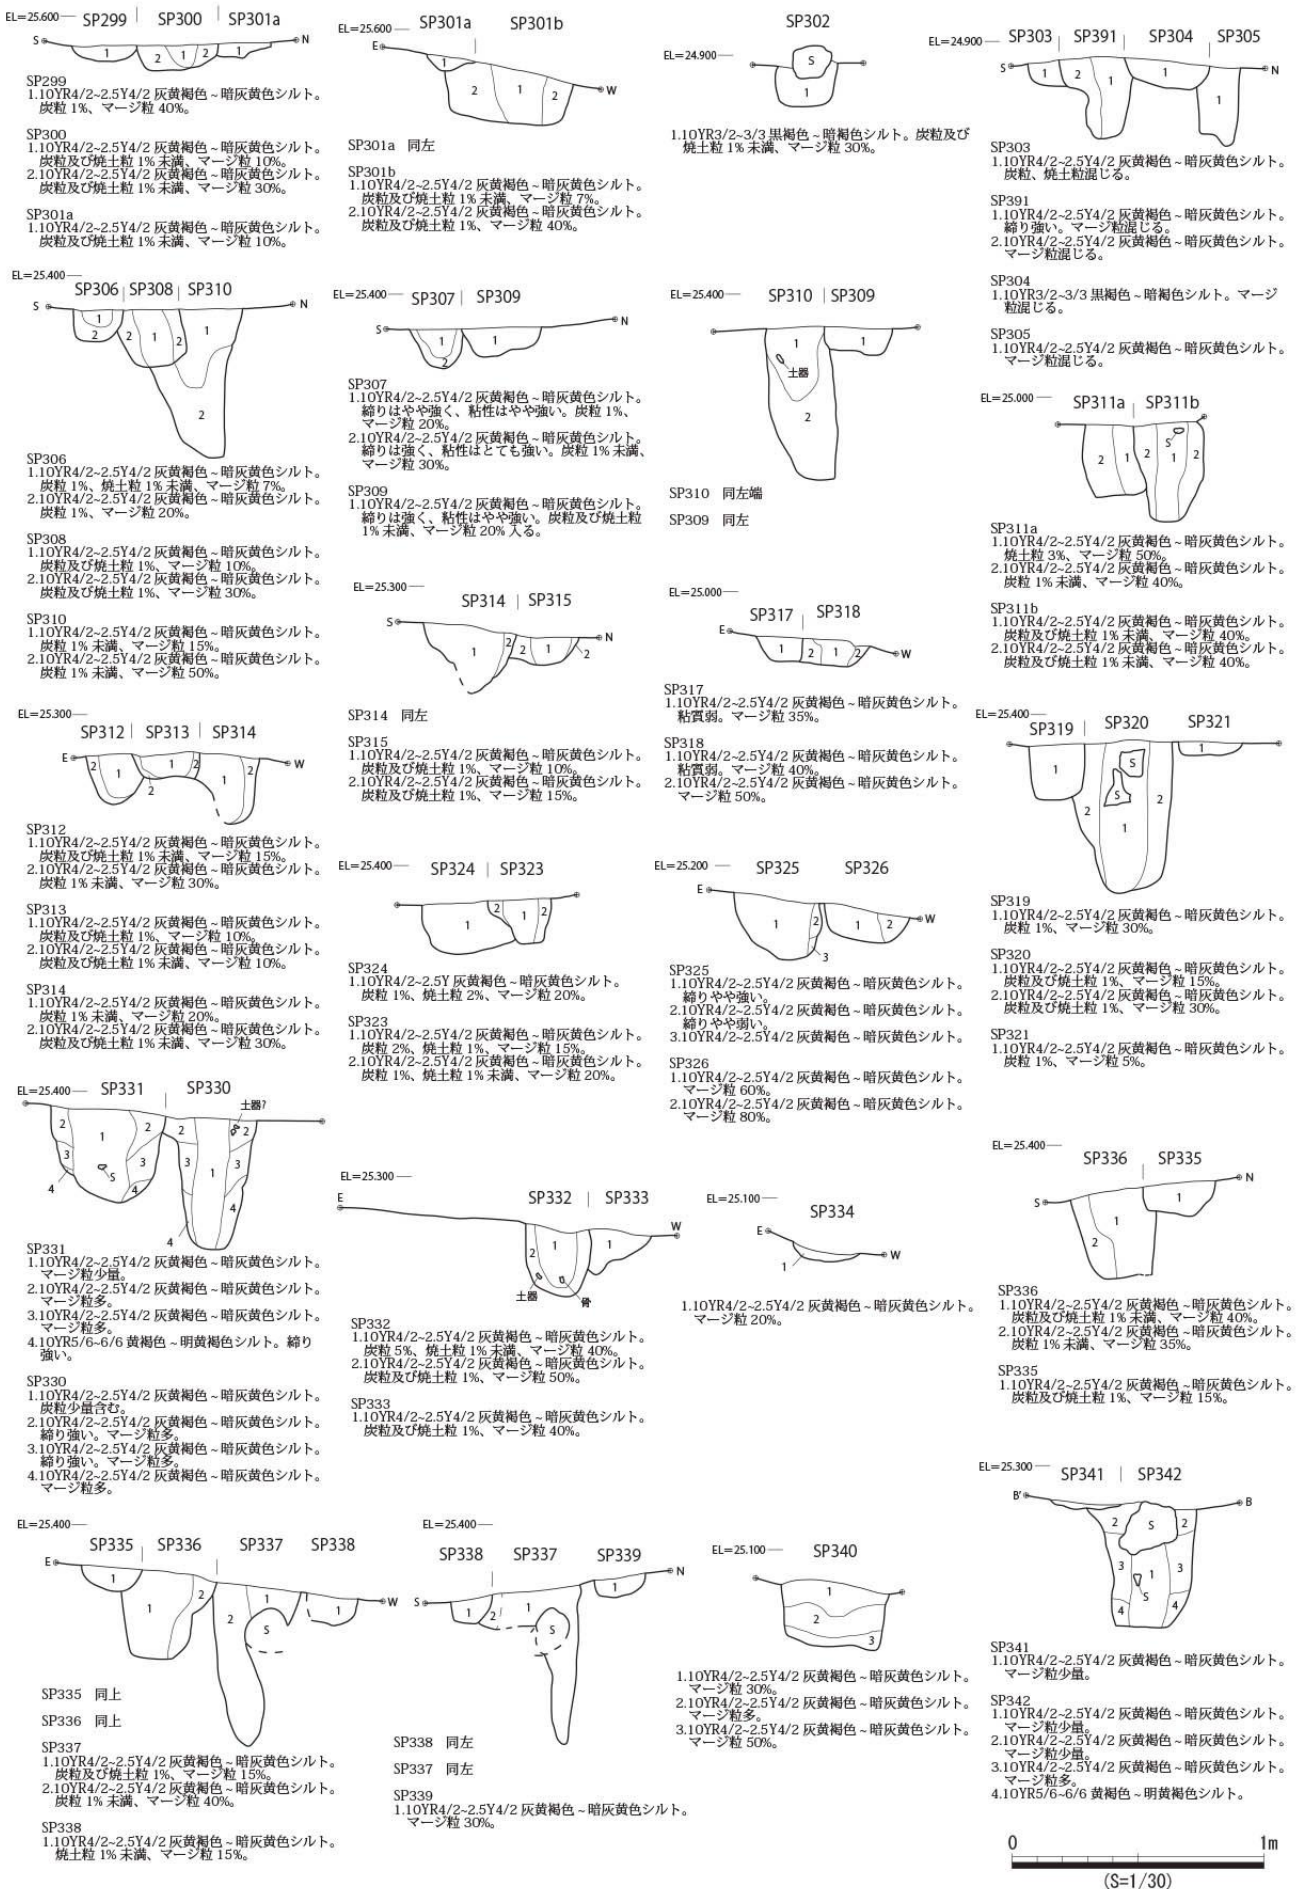 EL=25.600 SP299 SP300 SP301a
S 1 2 1 2 1 N
SP299
1.10YR4/2~2.5Y4/2 灰黄褐色~暗灰黄色シルト。
炭粒 1%、マージ粒 40%。
SP300
1.10YR4/2~2.5Y4/2 灰黄褐色~暗灰黄色シルト。
炭粒及び焼土粒 1% 未満、マージ粒 10%。
2.10YR4/2~2.5Y4/2 灰黄褐色~暗灰黄色シルト。
炭粒及び焼土粒 1% 未満、マージ粒 30%。
SP301a
1.10YR4/2~2.5Y4/2 灰黄褐色~暗灰黄色シルト。
炭粒及び焼土粒 1% 未満、マージ粒 10%。
EL=25.600 SP301a SP301b
E 1 2 1 2 W
SP301a 同左
SP301b
1.10YR4/2~2.5Y4/2 灰黄褐色~暗灰黄色シルト。
炭粒及び焼土粒 1% 未満、マージ粒 7%。
2.10YR4/2~2.5Y4/2 灰黄褐色~暗灰黄色シルト。
炭粒及び焼土粒 1%、マージ粒 40%。
SP302
EL=24.900
S
1
1.10YR3/2~3/3 黒褐色~暗褐色シルト。炭粒及び
焼土粒 1% 未満、マージ粒 30%。
EL=24.900 SP303 SP391 SP304 SP305
S 1 2 1 1 1 N
SP303
1.10YR4/2~2.5Y4/2 灰黄褐色~暗灰黄色シルト。
炭粒、焼土粒混じる。
SP391
1.10YR4/2~2.5Y4/2 灰黄褐色~暗灰黄色シルト。
締り強い。マージ粒混じる。
2.10YR4/2~2.5Y4/2 灰黄褐色~暗灰黄色シルト。
マージ粒混じる。
SP304
1.10YR3/2~3/3 黒褐色~暗褐色シルト。マージ
粒混じる。
SP305
1.10YR4/2~2.5Y4/2 灰黄褐色~暗灰黄色シルト。
マージ粒混じる。
EL=25.400
SP306 SP308 SP310
S 1 2 2 1 2 1 2 N
SP306
1.10YR4/2~2.5Y4/2 灰黄褐色~暗灰黄色シルト。
炭粒 1%、焼土粒 1% 未満、マージ粒 7%。
2.10YR4/2~2.5Y4/2 灰黄褐色~暗灰黄色シルト。
炭粒 1%、マージ粒 20%。
SP308
1.10YR4/2~2.5Y4/2 灰黄褐色~暗灰黄色シルト。
炭粒及び焼土粒 1%、マージ粒 10%。
2.10YR4/2~2.5Y4/2 灰黄褐色~暗灰黄色シルト。
炭粒及び焼土粒 1%、マージ粒 30%。
SP310
1.10YR4/2~2.5Y4/2 灰黄褐色~暗灰黄色シルト。
炭粒 1% 未満、マージ粒 15%。
2.10YR4/2~2.5Y4/2 灰黄褐色~暗灰黄色シルト。
炭粒 1% 未満、マージ粒 50%。
EL=25.400 SP307 SP309
S 1 2 1 N
SP307
1.10YR4/2~2.5Y4/2 灰黄褐色~暗灰黄色シルト。
締りはやや強く、粘性はやや強い。炭粒 1%、
マージ粒 20%。
2.10YR4/2~2.5Y4/2 灰黄褐色~暗灰黄色シルト。
締りは強く、粘性はとても強い。炭粒 1% 未満、
マージ粒 30%。
SP309
1.10YR4/2~2.5Y4/2 灰黄褐色~暗灰黄色シルト。
締りは強く、粘性はやや強い。炭粒及び焼土粒
1% 未満、マージ粒 20% 入る。
EL=25.400 SP310 SP309
1 1
土器
2
SP310 同左端
SP309 同左
EL=25.000
SP311a SP311b
2 1 2 S 1 2
SP311a
1.10YR4/2~2.5Y4/2 灰黄褐色~暗灰黄色シルト。
焼土 3%、マージ粒 50%。
2.10YR4/2~2.5Y4/2 灰黄褐色~暗灰黄色シルト。
炭粒 1% 未満、マージ粒 40%。
SP311b
1.10YR4/2~2.5Y4/2 灰黄褐色~暗灰黄色シルト。
炭粒及び焼土粒 1% 未満、マージ粒 40%。
2.10YR4/2~2.5Y4/2 灰黄褐色~暗灰黄色シルト。
炭粒及び焼土粒 1% 未満、マージ粒 40%。
EL=25.300
SP312 SP313 SP314
E 2 1 1 2 2 1 2 W
SP312
1.10YR4/2~2.5Y4/2 灰黄褐色~暗灰黄色シルト。
炭粒及び焼土粒 1% 未満、マージ粒 15%。
2.10YR4/2~2.5Y4/2 灰黄褐色~暗灰黄色シルト。
炭粒 1% 未満、マージ粒 30%。
SP313
1.10YR4/2~2.5Y4/2 灰黄褐色~暗灰黄色シルト。
炭粒及び焼土粒 1%、マージ粒 10%。
2.10YR4/2~2.5Y4/2 灰黄褐色~暗灰黄色シルト。
炭粒及び焼土粒 1% 未満、マージ粒 10%。
SP314
1.10YR4/2~2.5Y4/2 灰黄褐色~暗灰黄色シルト。
炭粒 1% 未満、マージ粒 20%。
2.10YR4/2~2.5Y4/2 灰黄褐色~暗灰黄色シルト。
炭粒及び焼土粒 1% 未満、マージ粒 30%。
EL=25.300
SP314 SP315
S 1 2 2 1 2 N
SP314 同左
SP315
1.10YR4/2~2.5Y4/2 灰黄褐色~暗灰黄色シルト。
炭粒及び焼土粒 1%、マージ粒 10%。
2.10YR4/2~2.5Y4/2 灰黄褐色~暗灰黄色シルト。
炭粒及び焼土粒 1%、マージ粒 15%。
EL=25.000
SP317 SP318
E 1 2 1 2 W
SP317
1.10YR4/2~2.5Y4/2 灰黄褐色~暗灰黄色シルト。
粘質弱。マージ粒 35%。
SP318
1.10YR4/2~2.5Y4/2 灰黄褐色~暗灰黄色シルト。
粘質弱。マージ粒 40%。
2.10YR4/2~2.5Y4/2 灰黄褐色~暗灰黄色シルト。
マージ粒 50%。
EL=25.400
SP319 SP320 SP321
1 2 S S 1 2 1
SP319
1.10YR4/2~2.5Y4/2 灰黄褐色~暗灰黄色シルト。
炭粒 1%、マージ粒 30%。
SP320
1.10YR4/2~2.5Y4/2 灰黄褐色~暗灰黄色シルト。
炭粒及び焼土粒 1%、マージ粒 15%。
2.10YR4/2~2.5Y4/2 灰黄褐色~暗灰黄色シルト。
炭粒及び焼土粒 1%、マージ粒 30%。
SP321
1.10YR4/2~2.5Y4/2 灰黄褐色~暗灰黄色シルト。
炭粒 1%、マージ粒 5%。
EL=25.400
SP324 SP323
1 2 1 2
SP324
1.10YR4/2~2.5Y 灰黄褐色~暗灰黄色シルト。
炭粒 1%、焼土粒 2%、マージ粒 20%。
SP323
1.10YR4/2~2.5Y4/2 灰黄褐色~暗灰黄色シルト。
炭粒 2%、焼土粒 1%、マージ粒 15%。
2.10YR4/2~2.5Y4/2 灰黄褐色~暗灰黄色シルト。
炭粒 1%、焼土粒 1% 未満、マージ粒 20%。
EL=25.200
SP325 SP326
E 1 2 3 1 2 W
SP325
1.10YR4/2~2.5Y4/2 灰黄褐色~暗灰黄色シルト。
締りやや強い。
2.10YR4/2~2.5Y4/2 灰黄褐色~暗灰黄色シルト。
締りやや弱い。
3.10YR4/2~2.5Y4/2 灰黄褐色~暗灰黄色シルト。
SP326
1.10YR4/2~2.5Y4/2 灰黄褐色~暗灰黄色シルト。
マージ粒 60%。
2.10YR4/2~2.5Y4/2 灰黄褐色~暗灰黄色シルト。
マージ粒 80%。
EL=25.400 SP331 SP330
土器?
2 1 2 2 2
3 S 3 3 1 3
4 4 4 4
SP331
1.10YR4/2~2.5Y4/2 灰黄褐色~暗灰黄色シルト。
マージ粒少量。
2.10YR4/2~2.5Y4/2 灰黄褐色~暗灰黄色シルト。
マージ粒多。
3.10YR4/2~2.5Y4/2 灰黄褐色~暗灰黄色シルト。
マージ粒多。
4.10YR5/6~6/6 黄褐色~明黄褐色シルト。締り
強い。
SP330
1.10YR4/2~2.5Y4/2 灰黄褐色~暗灰黄色シルト。
炭粒少量含む。
2.10YR4/2~2.5Y4/2 灰黄褐色~暗灰黄色シルト。
締り強い。マージ粒多。
3.10YR4/2~2.5Y4/2 灰黄褐色~暗灰黄色シルト。
締り強い。マージ粒多。
4.10YR4/2~2.5Y4/2 灰黄褐色~暗灰黄色シルト。
マージ粒多。
EL=25.300
SP332 SP333
E 2 1 1 W
土器 骨
SP332
1.10YR4/2~2.5Y4/2 灰黄褐色~暗灰黄色シルト。
炭粒 5%、焼土粒 1% 未満、マージ粒 40%。
2.10YR4/2~2.5Y4/2 灰黄褐色~暗灰黄色シルト。
炭粒及び焼土粒 1%、マージ粒 50%。
SP333
1.10YR4/2~2.5Y4/2 灰黄褐色~暗灰黄色シルト。
炭粒及び焼土粒 1%、マージ粒 40%。
EL=25.100
SP334
E 1 W
1.10YR4/2~2.5Y4/2 灰黄褐色~暗灰黄色シルト。
マージ粒 20%。
EL=25.400
SP336 SP335
S 1 2 1 N
SP336
1.10YR4/2~2.5Y4/2 灰黄褐色~暗灰黄色シルト。
炭粒及び焼土粒 1% 未満、マージ粒 40%。
2.10YR4/2~2.5Y4/2 灰黄褐色~暗灰黄色シルト。
炭粒 1% 未満、マージ粒 35%。
SP335
1.10YR4/2~2.5Y4/2 灰黄褐色~暗灰黄色シルト。
炭粒及び焼土粒 1%、マージ粒 15%。
EL=25.400
SP335 SP336 SP337 SP338
E 1 1 2 2 1 S 1 W
SP335 同上
SP336 同上
SP337
1.10YR4/2~2.5Y4/2 灰黄褐色~暗灰黄色シルト。
炭粒及び焼土粒 1%、マージ粒 15%。
2.10YR4/2~2.5Y4/2 灰黄褐色~暗灰黄色シルト。
炭粒 1% 未満、マージ粒 40%。
SP338
1.10YR4/2~2.5Y4/2 灰黄褐色~暗灰黄色シルト。
焼土粒 1% 未満、マージ粒 15%。
EL=25.400
SP338 SP337 SP339
S 1 2 1 S 1 N
SP338 同左
SP337 同左
SP339
1.10YR4/2~2.5Y4/2 灰黄褐色~暗灰黄色シルト。
マージ粒 30%。
EL=25.100 SP340
1
2
3
1.10YR4/2~2.5Y4/2 灰黄褐色~暗灰黄色シルト。
マージ粒 30%。
2.10YR4/2~2.5Y4/2 灰黄褐色~暗灰黄色シルト。
マージ粒多。
3.10YR4/2~2.5Y4/2 灰黄褐色~暗灰黄色シルト。
マージ粒 50%。
EL=25.300
SP341 SP342
B' B
2 S 2
3 1 3
4 S 4
SP341
1.10YR4/2~2.5Y4/2 灰黄褐色~暗灰黄色シルト。
マージ粒少量。
SP342
1.10YR4/2~2.5Y4/2 灰黄褐色~暗灰黄色シルト。
マージ粒少量。
2.10YR4/2~2.5Y4/2 灰黄褐色~暗灰黄色シルト。
マージ粒少量。
3.10YR4/2~2.5Y4/2 灰黄褐色~暗灰黄色シルト。
マージ粒多。
4.10YR5/6~6/6 黄褐色~明黄褐色シルト。
0 1m
(S=1/30)